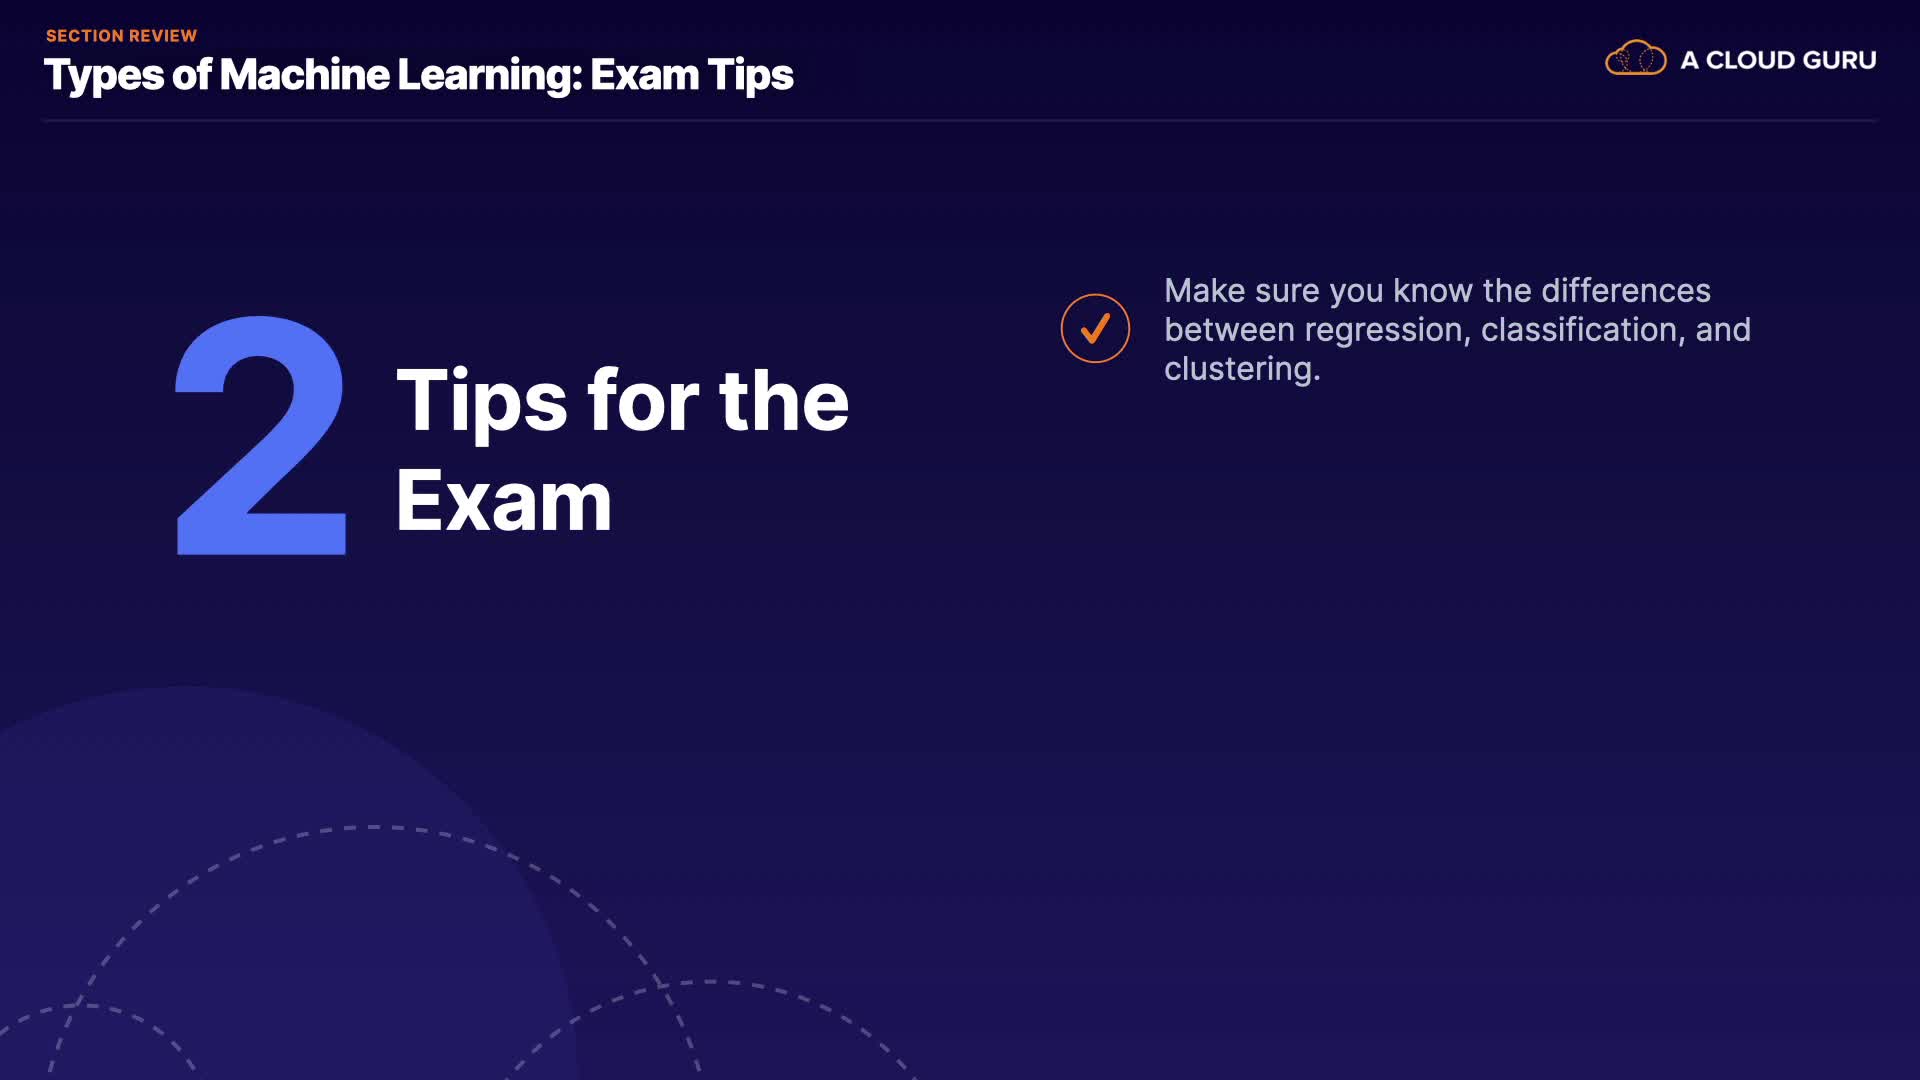 SECTION REVIEW
Types of Machine Learning: Exam Tips
A CLOUD GURU
2
Tips for the
Exam
Make sure you know the differences
between regression, classification, and
clustering.